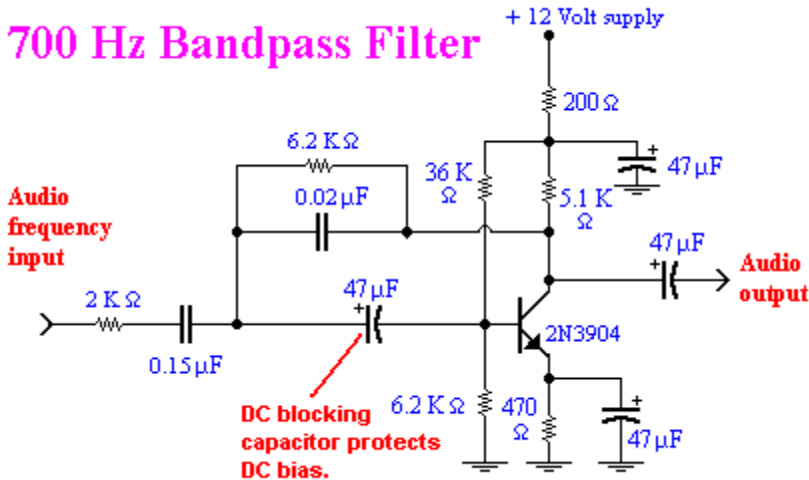 + 12 Volt supply
700 Hz Bandpass Filter
200 Ω
6.2 K Ω
36 K
Ω
+
47 μF
Audio
frequency
input
0.02 μF
5.1 K
Ω
47 μF
+
Audio
output
2 K Ω
47 μF
+
0.15 μF
2N3904
DC blocking
capacitor protects
DC bias.
6.2 K Ω
470
Ω
+
47 μF